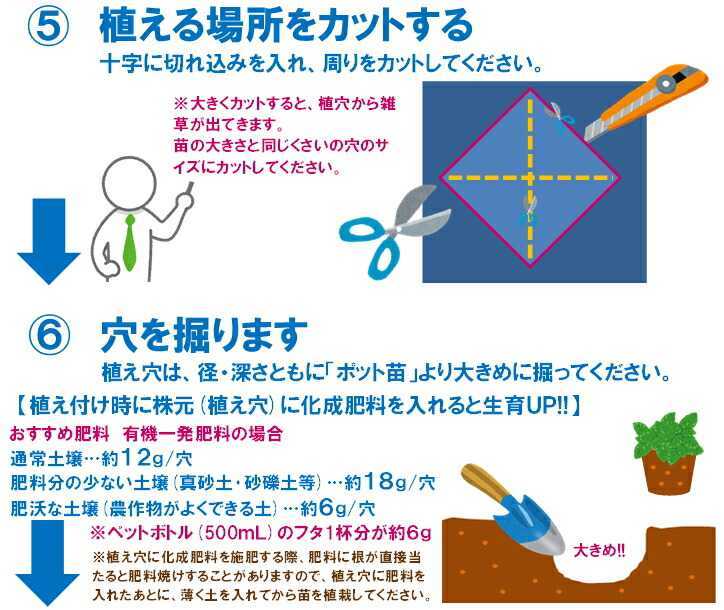 ⑤ 植える場所をカットする
十字に切れ込みを入れ、周りをカットしてください。
※大きくカットすると、植穴から雑
草が出てきます。
苗の大きさと同じくさいの穴のサ
イズにカットしてください。
⑥ 穴を掘ります
植え穴は、径・深さともに「ポット苗」より大きめに掘ってください。
【植え付け時に株元(植え穴)に化成肥料を入れると生育UP!!】
おすすめ肥料 有機一発肥料の場合
通常土壌…約12g/穴
肥料分の少ない土壌(真砂土・砂礫土等)…約18g/穴
肥沃な土壌(農作物がよくできる土)…約6g/穴
※ペットボトル(500mL)のフタ1杯分が約6g
※植え穴に化成肥料を施肥する際、肥料に根が直接当
たると肥料焼けすることがありますので、植え穴に肥料を
入れたあとに、薄く土を入れてから苗を植栽してください。
大きめ!!